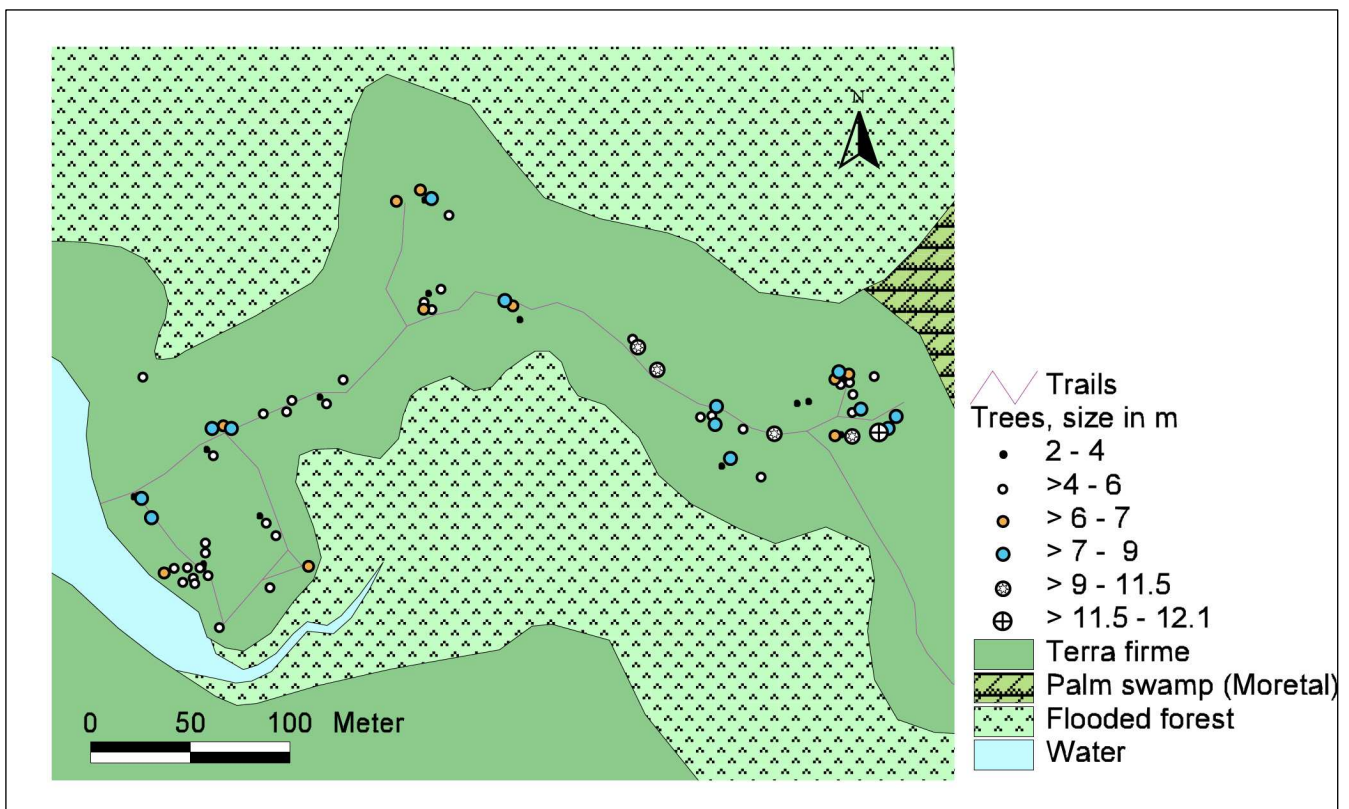 N
Trails
Trees, size in m
2 - 4
>4 - 6
> 6 - 7
> 7 - 9
> 9 - 11.5
> 11.5 - 12.1
Terra firme
Palm swamp (Moretal)
Flooded forest
Water
0 50 100 Meter